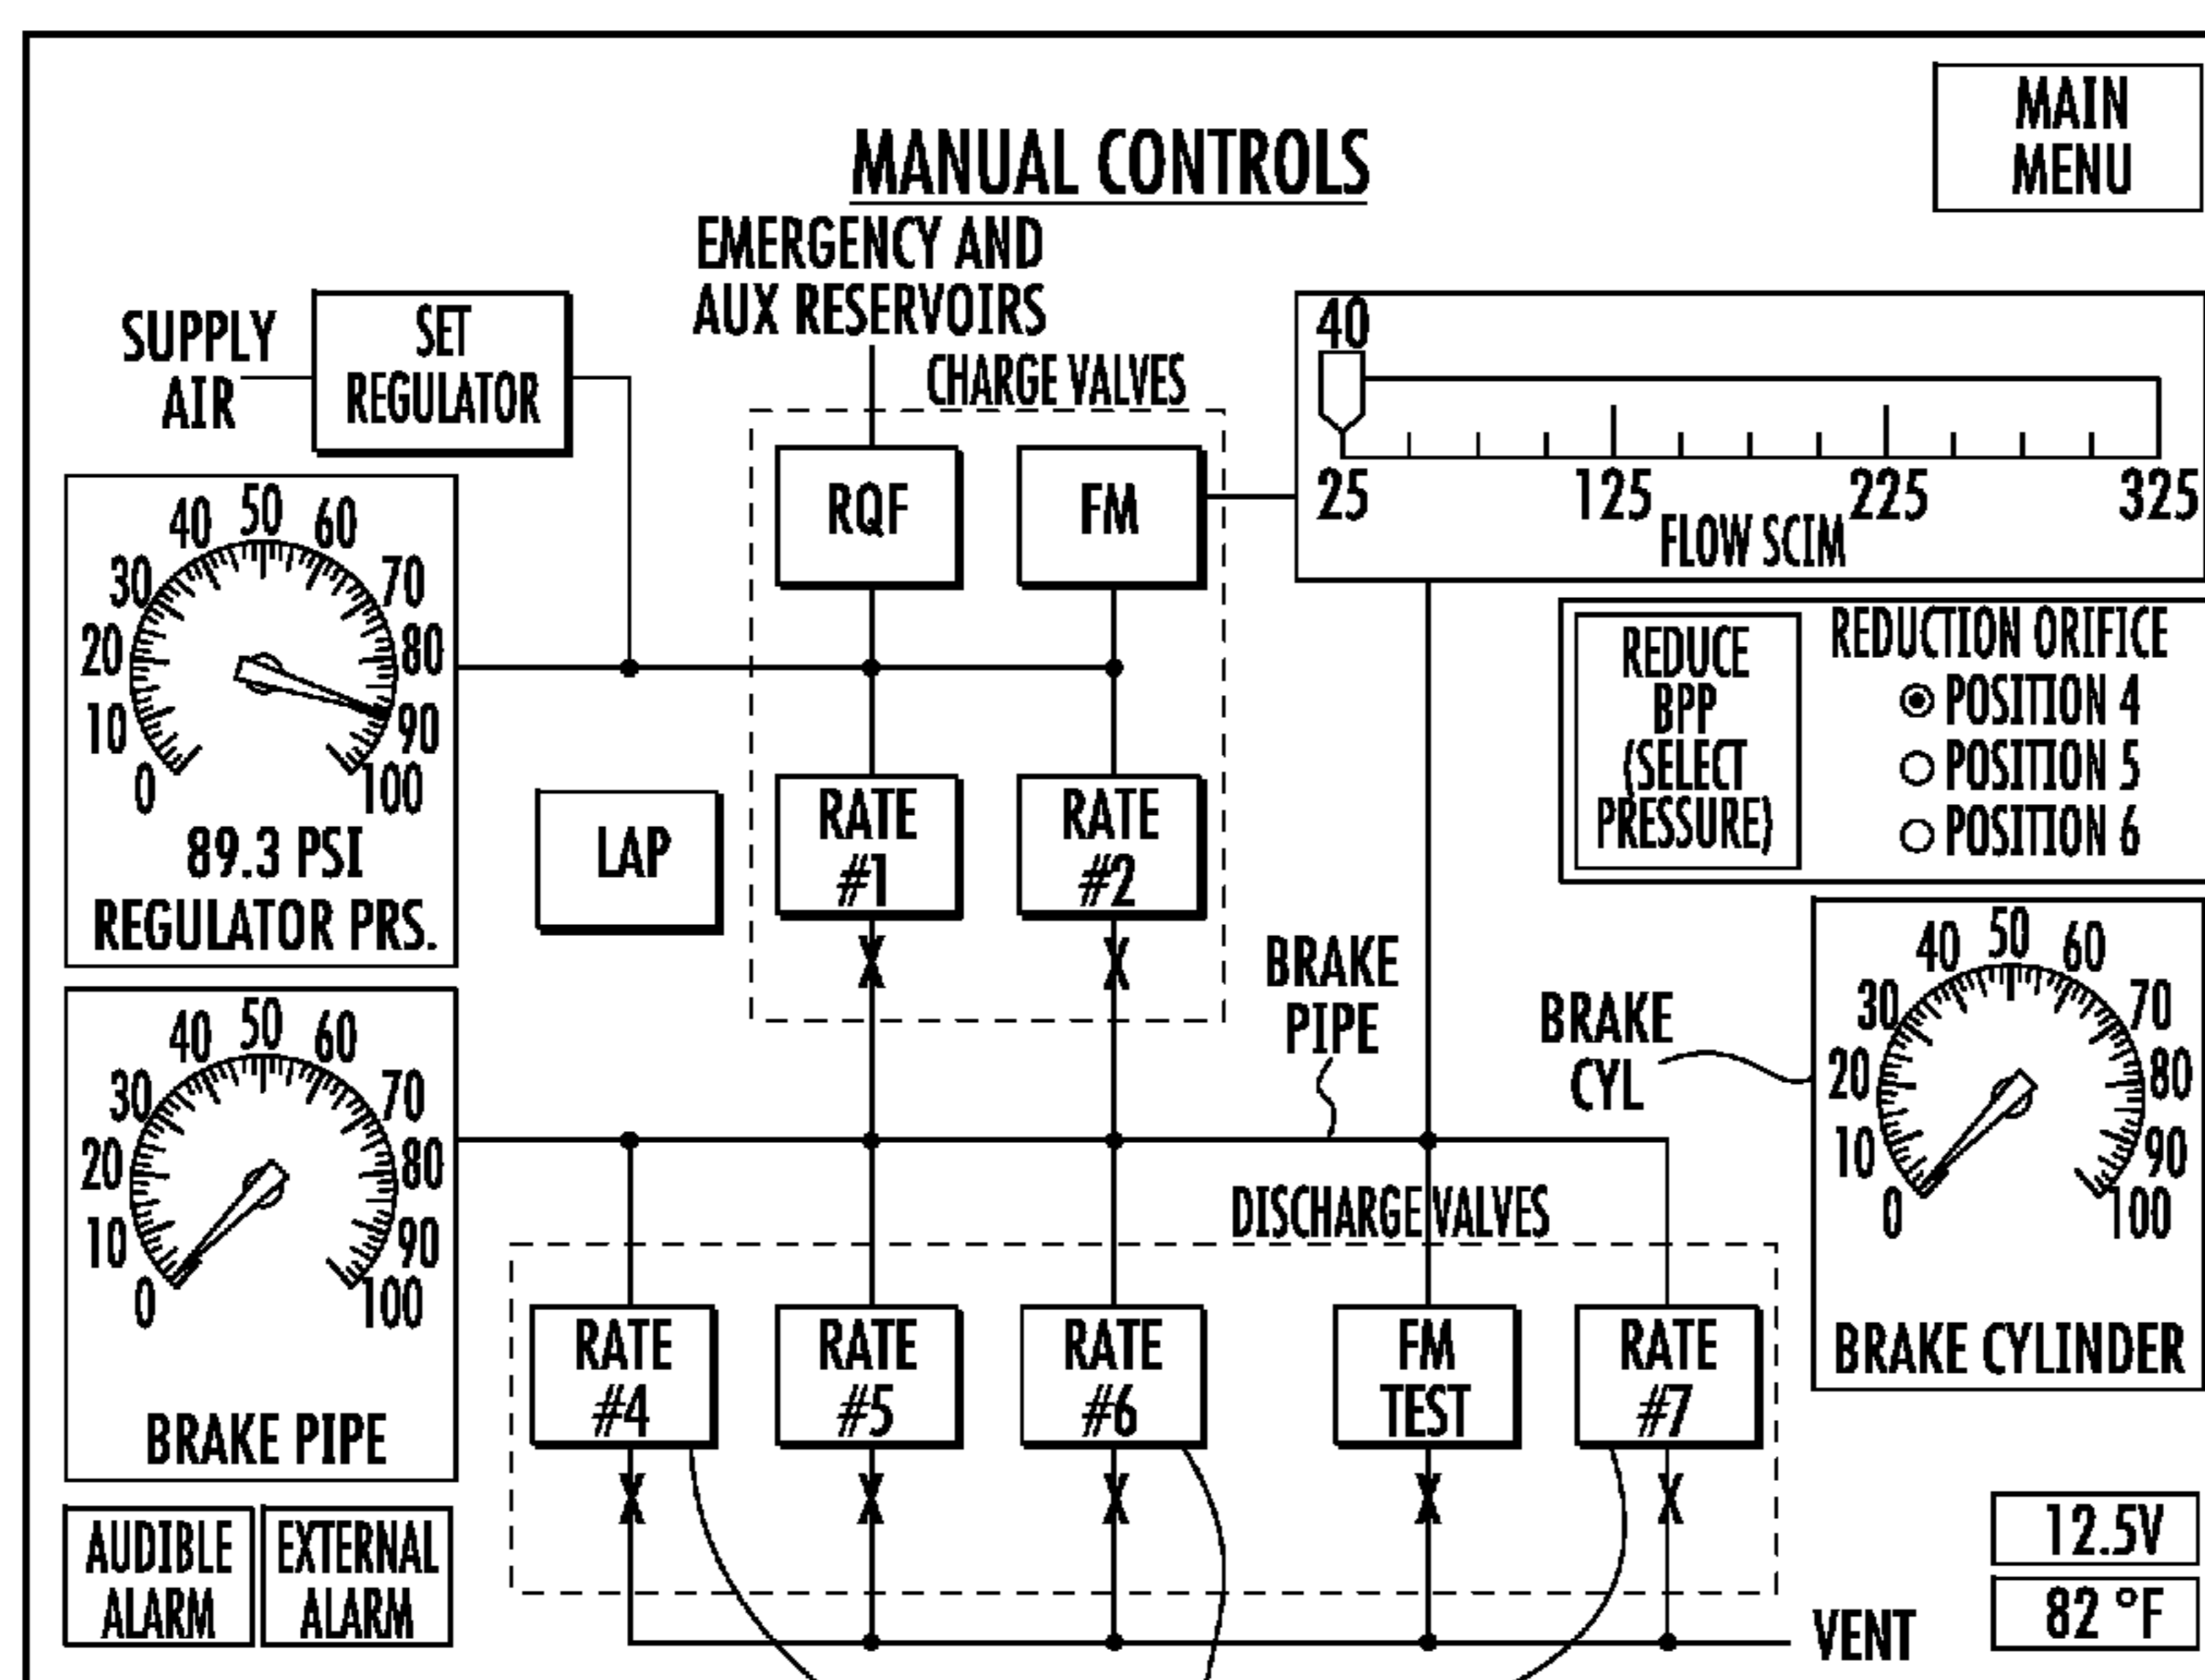 MAIN
MENU
MANUAL CONTROLS
EMERGENCY AND
AUX RESERVOIRS
SUPPLY
AIR
SET
REGULATOR
CHARGE VALVES
RQF
FM
40
25 125 225 325
FLOW SCIM
0 10 20 30 40 50 60 70 80 90 100
89.3 PSI
REGULATOR PRS.
LAP
RATE
#1
RATE
#2
REDUCE
BPP
(SELECT
PRESSURE)
REDUCTION ORIFICE
POSITION 4
POSITION 5
POSITION 6
BRAKE
PIPE
BRAKE
CYL
0 10 20 30 40 50 60 70 80 90 100
BRAKE CYLINDER
0 10 20 30 40 50 60 70 80 90 100
BRAKE PIPE
DISCHARGE VALVES
RATE
#4
RATE
#5
RATE
#6
FM
TEST
RATE
#7
AUDIBLE
ALARM
EXTERNAL
ALARM
VENT
12.5V
82 °F